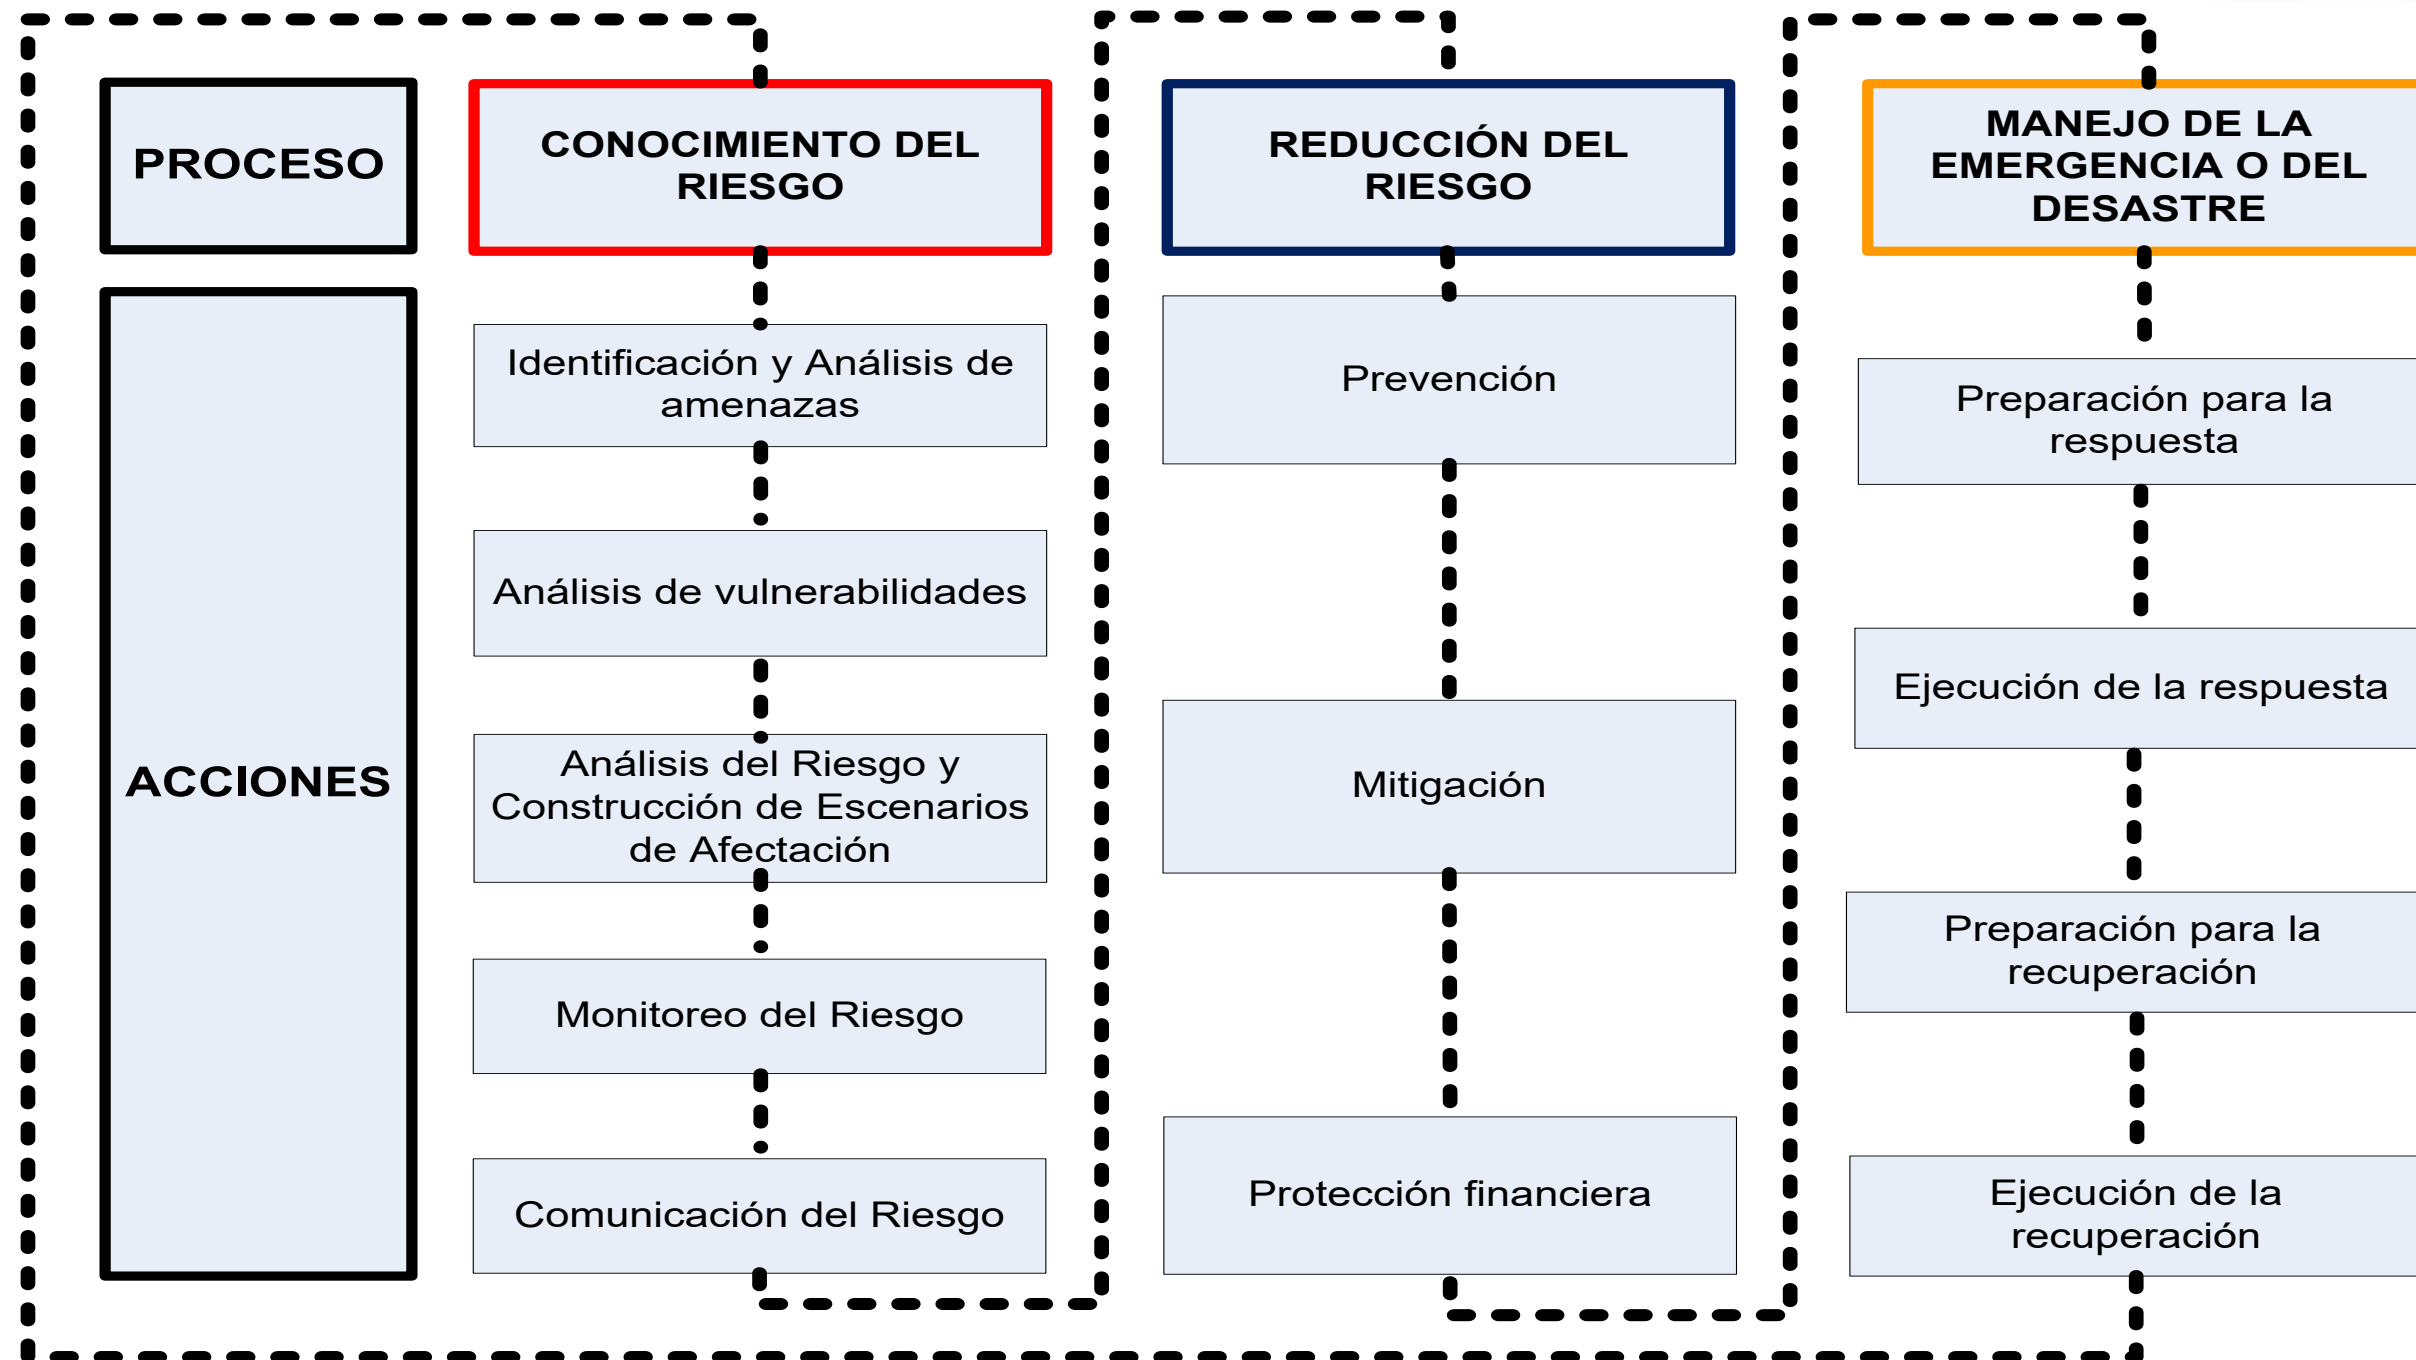 PROCESO
CONOCIMIENTO DEL
RIESGO
REDUCCIÓN DEL
RIESGO
MANEJO DE LA
EMERGENCIA O DEL
DESASTRE
ACCIONES
Identificación y Análisis de
amenazas
Análisis de vulnerabilidades
Análisis del Riesgo y
Construcción de Escenarios
de Afectación
Monitoreo del Riesgo
Comunicación del Riesgo
Prevención
Mitigación
Protección financiera
Preparación para la
respuesta
Ejecución de la respuesta
Preparación para la
recuperación
Ejecución de la
recuperación